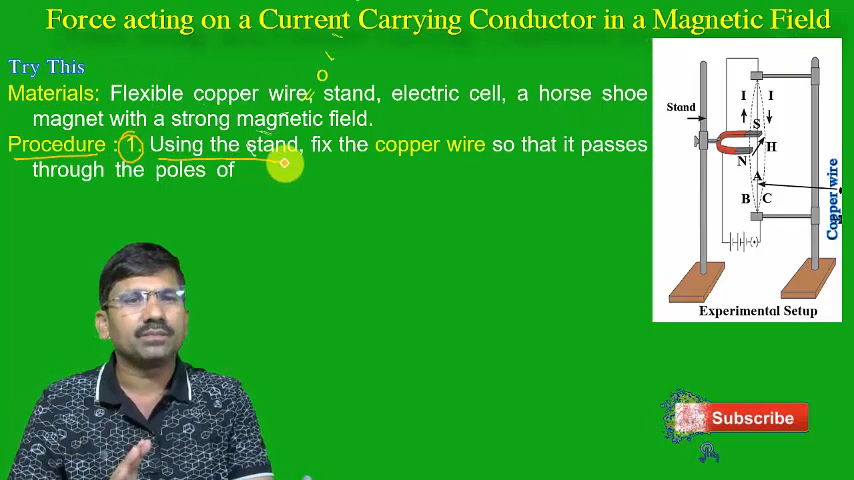 Force acting on a Current Carrying Conductor in a Magnetic Field
Try This
Materials: Flexible copper wire, stand, electric cell, a horse shoe
magnet with a strong magnetic field.
Procedure : 1. Using the stand, fix the copper wire so that it passes
through the poles of
Stand
I I
S
H
N
A
B C
Copper wire
Experimental Setup
Subscribe